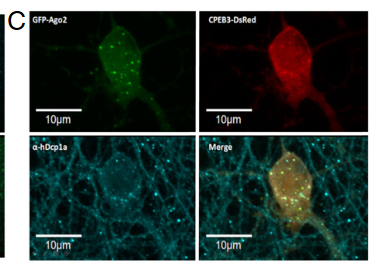 C
GFP-Ago2
CPEB3-DsRed
10µm
10µm
α-hDcp1a
Merge
10µm
10µm